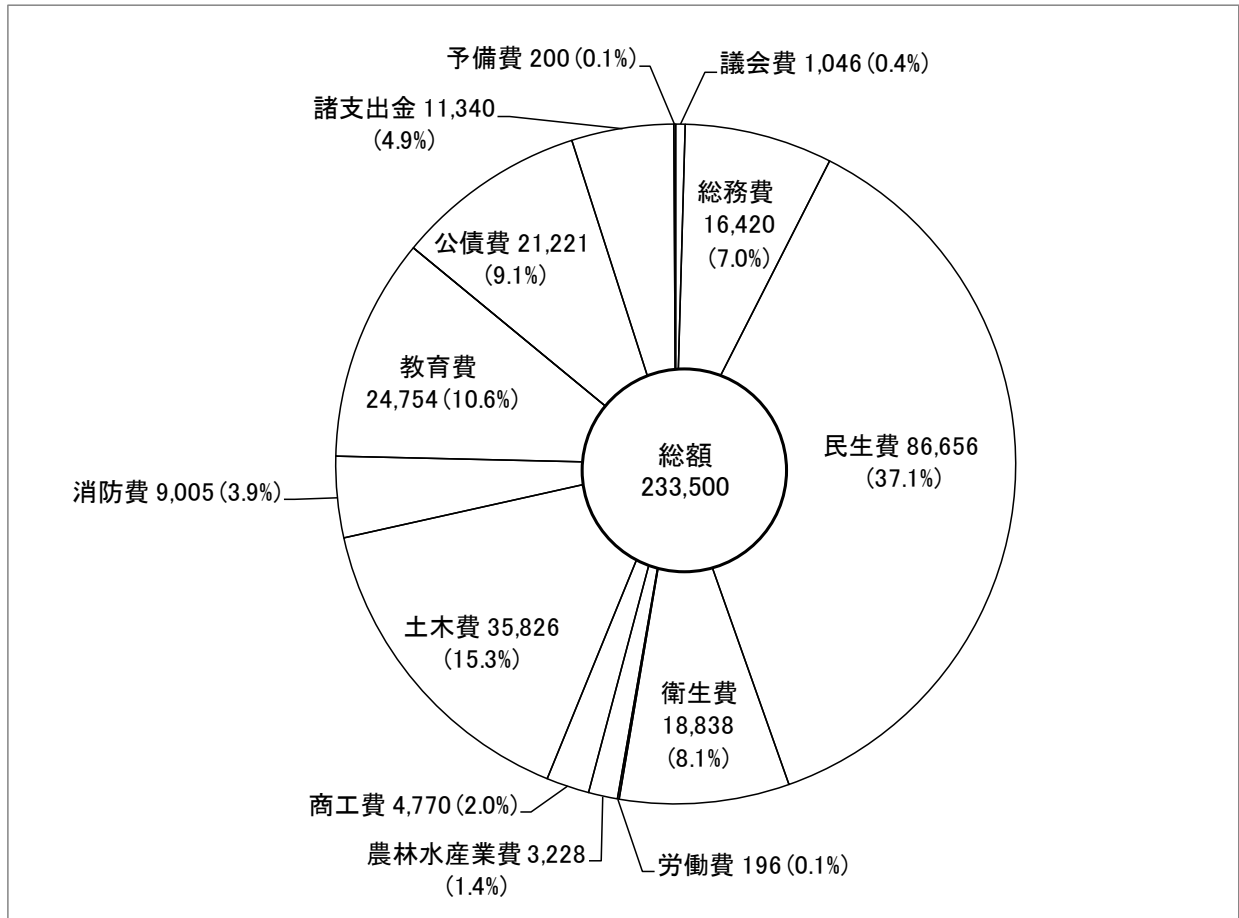 予備費 200(0.1%)
議会費 1,046(0.4%)
諸支出金 11,340
(4.9%)
総務費
16,420
(7.0%)
公債費 21,221
(9.1%)
教育費
24,754(10.6%)
民生費 86,656
(37.1%)
総額
233,500
消防費 9,005(3.9%)
土木費 35,826
(15.3%)
衛生費
18,838
(8.1%)
商工費 4,770(2.0%)
農林水産業費 3,228
(1.4%)
労働費 196(0.1%)